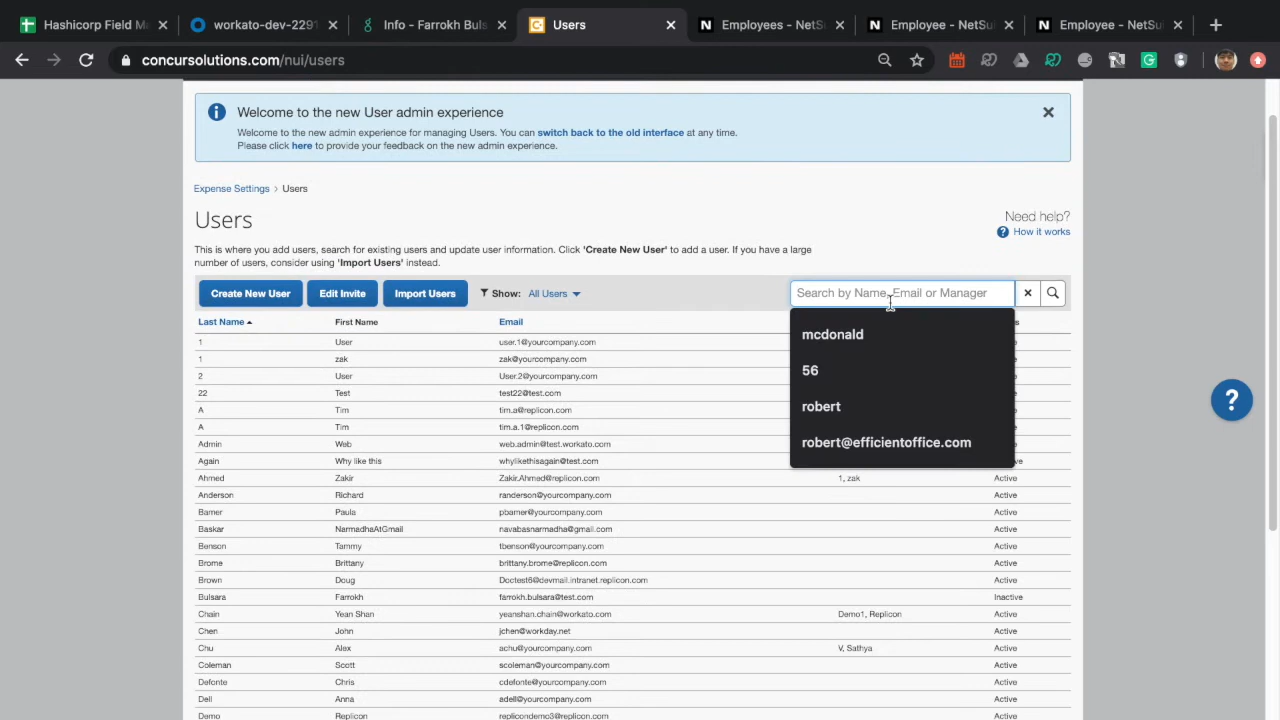 Hashicorp Field Ma
workato-dev-2291
Info - Farrokh Buls
Users
Employees - NetSu
Employee - NetSui
Employee - NetSu
concursolutions.com/nui/users
Welcome to the new User admin experience
Welcome to the new admin experience for managing Users. You can switch back to the old interface at any time.
Please click here to provide your feedback on the new admin experience.
Expense Settings > Users
Users
Need help?
How it works
This is where you add users, search for existing users and update user information. Click 'Create New User' to add a user. If you have a large
number of users, consider using 'Import Users' instead.
Create New User Edit Invite Import Users Show: All Users Search by Name, Email or Manager
Last Name First Name Email
1 User user.1@yourcompany.com
1 zak zak@yourcompany.com
2 User User.2@yourcompany.com
22 Test test22@test.com
A Tim tim.a@replicon.com
A Tim tim.a.1@replicon.com
Admin Web web.admin@test.workato.com
Again Why like this whylikethisagain@test.com
mcdonald
56
robert
robert@efficientoffice.com
Ahmed Zakir Zakir.Ahmed@replicon.com 1, zak Active
Anderson Richard randerson@yourcompany.com Active
Bamer Paula pbamer@yourcompany.com Active
Baskar NarmadhaAtGmail navabasnarmadha@gmail.com Active
Benson Tammy tbenson@yourcompany.com Active
Brome Brittany brittany.brome@replicon.com Active
Brown Doug Doctest6@devmail.intranet.replicon.com Active
Bulsara Farrokh farrokh.bulsara@test.com Inactive
Chain Yean Shan yeanshan.chain@workato.com Demo1, Replicon Active
Chen John jchen@workday.net Active
Chu Alex achu@yourcompany.com V, Sathya Active
Coleman Scott scoleman@yourcompany.com Active
Defonte Chris cdefonte@yourcompany.com Active
Dell Anna adell@yourcompany.com Active
Demo Replicon replicondemo3@replicon.com Active